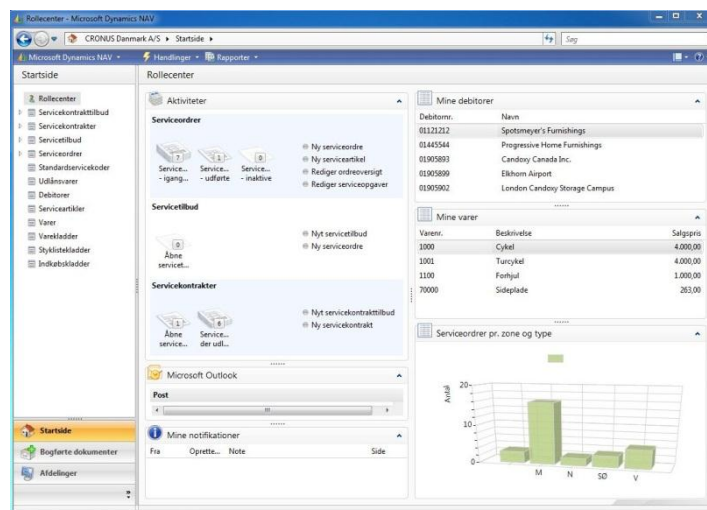 Rollecenter - Microsoft Dynamics NAV
CRONUS Danmark A/S ▸ Startside ▸
Søg
Microsoft Dynamics NAV
Handlinger
Rapporter
Startside
Rollecenter
Servicekontrakttilbud
Servicekontrakter
Servicetilbud
Serviceordrer
Standardservicekoder
Udlånsvarer
Debitorer
Serviceartikler
Varer
Varekladder
Styklistekladder
Indkøbskladder
Startside
Bogførte dokumenter
Afdelinger
Rollecenter
Aktiviteter
Serviceordrer
7 1 0
Service... Service... Service...
- igang... - udførte - inaktive
Ny serviceordre
Ny serviceartikel
Rediger ordreoversigt
Rediger serviceopgaver
Servicetilbud
0
Åbne
servicet...
Nyt servicetilbud
Ny serviceordre
Servicekontrakter
1 6
Åbne Service...
service... der udl...
Nyt servicekontrakttilbud
Ny servicekontrakt
Microsoft Outlook
Post
Mine notifikationer
Fra Oprette... Note Side
Mine debitorer
Debitornr. Navn
01121212 Spotsmeyer's Furnishings
01445544 Progressive Home Furnishings
01905893 Candoxy Canada Inc.
01905899 Elkhorn Airport
01905902 London Candoxy Storage Campus
Mine varer
Varenr. Beskrivelse Salgspris
1000 Cykel 4.000,00
1001 Turcykel 4.000,00
1100 Forhjul 1.000,00
70000 Sideplade 263,00
Serviceordrer pr. zone og type
Antal
20
10
0
M N SØ V